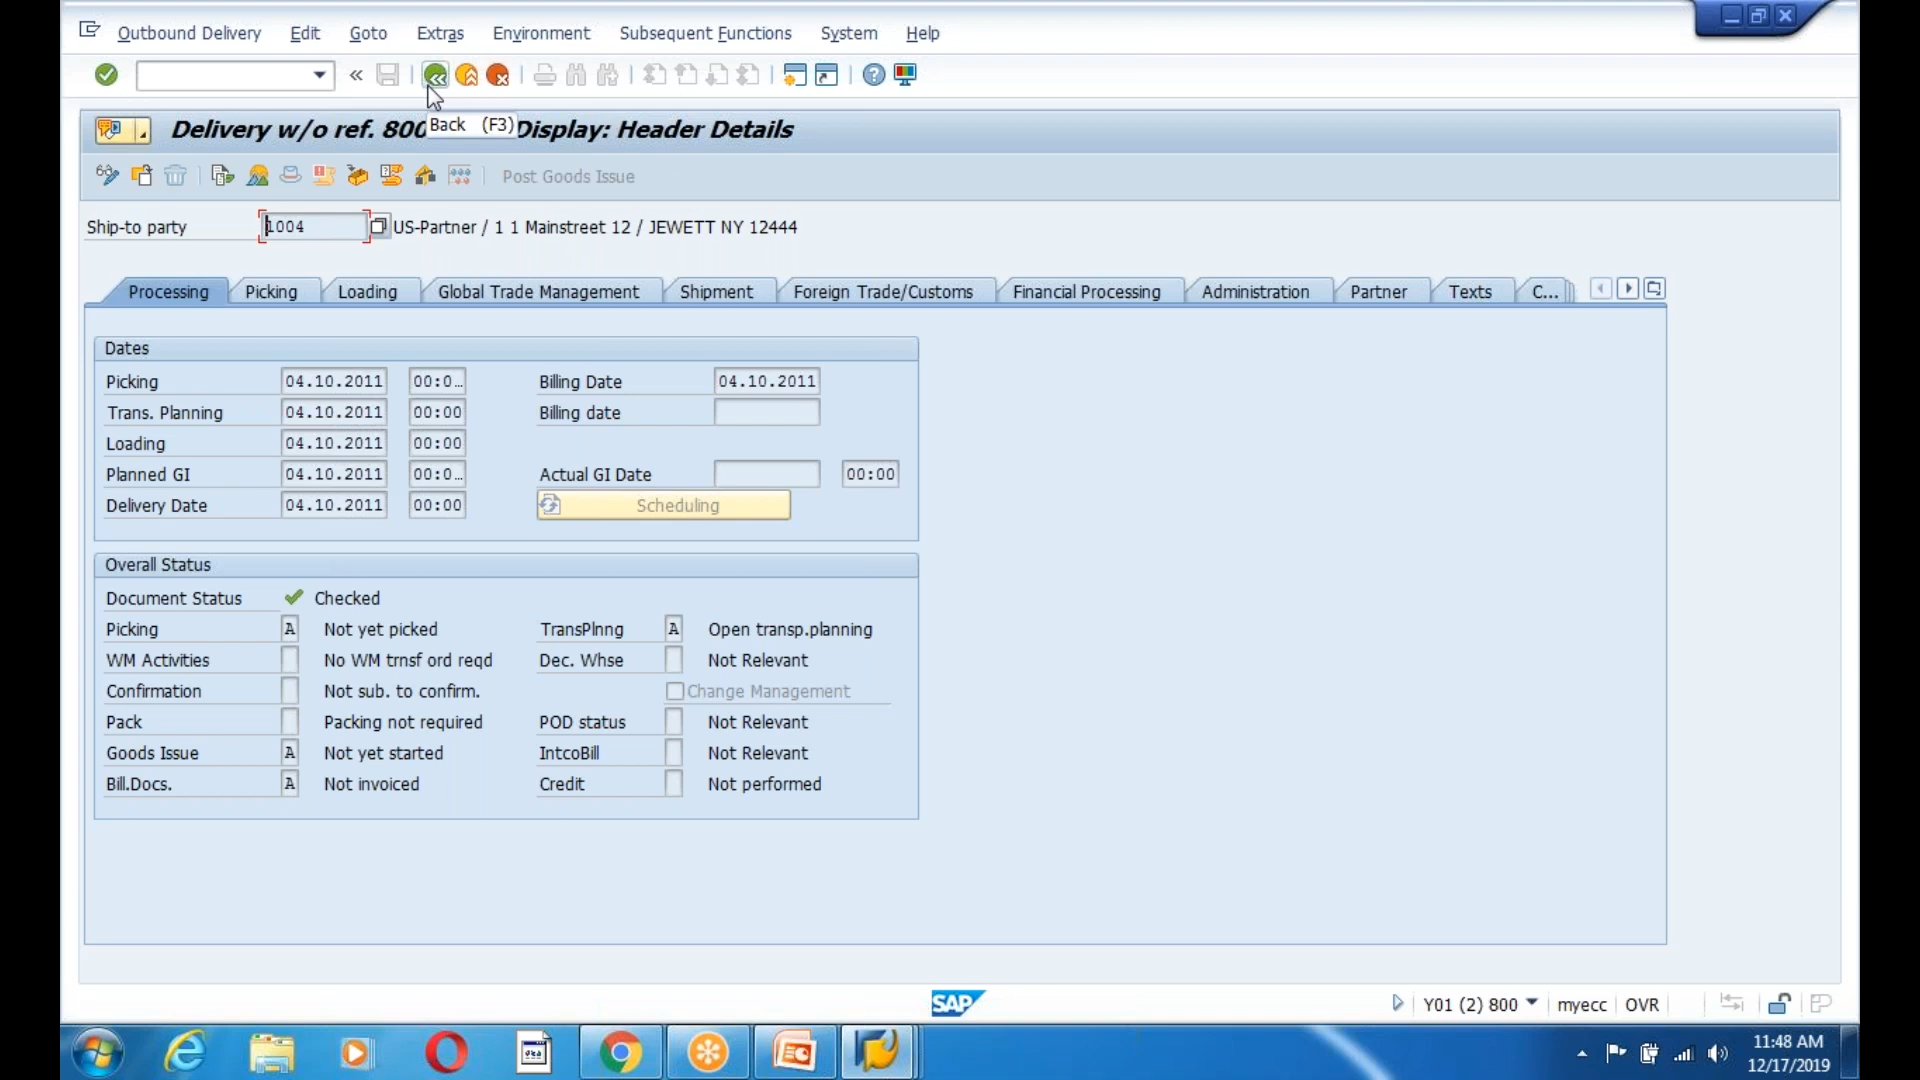 Outbound Delivery Edit Goto Extras Environment Subsequent Functions System Help
Back (F3)
Delivery w/o ref. 800 Display: Header Details
Post Goods Issue
Ship-to party 1004 US-Partner / 1 1 Mainstreet 12 / JEWETT NY 12444
Processing Picking Loading Global Trade Management Shipment Foreign Trade/Customs Financial Processing Administration Partner Texts C...
Dates
Picking 04.10.2011 00:0... Billing Date 04.10.2011
Trans. Planning 04.10.2011 00:00 Billing date
Loading 04.10.2011 00:00
Planned GI 04.10.2011 00:0... Actual GI Date 00:00
Delivery Date 04.10.2011 00:00 Scheduling
Overall Status
Document Status Checked
Picking A Not yet picked TransPlnng A Open transp.planning
WM Activities No WM trnsf ord reqd Dec. Whse Not Relevant
Confirmation Not sub. to confirm. Change Management
Pack Packing not required POD status Not Relevant
Goods Issue A Not yet started IntcoBill Not Relevant
Bill.Docs. A Not invoiced Credit Not performed
SAP
Y01 (2) 800 myecc OVR
11:48 AM
12/17/2019